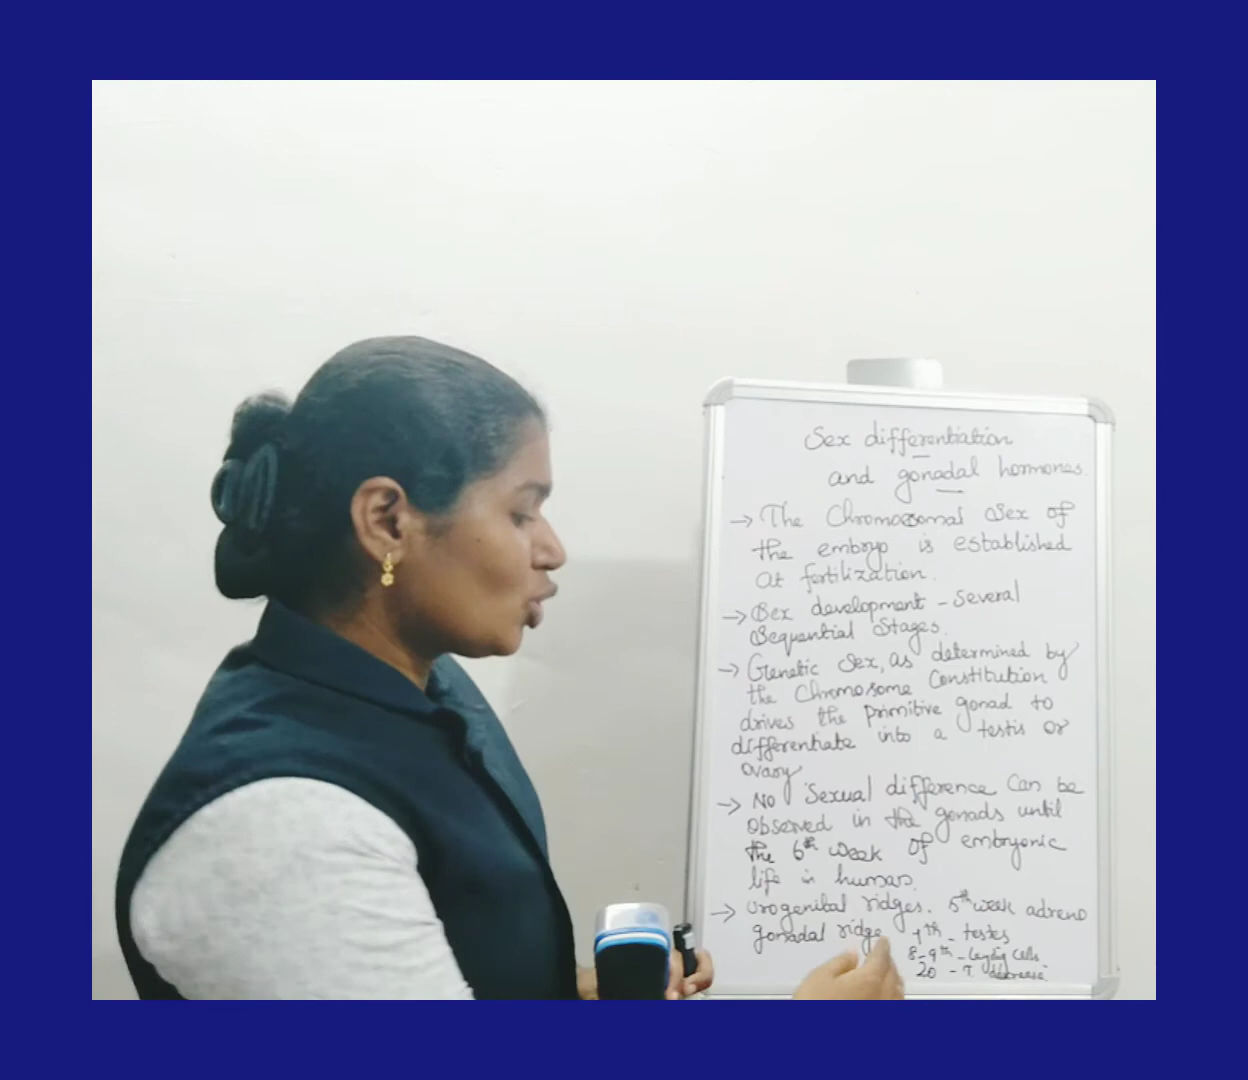 Sex differentiation
and gonadal hormones
→ The Chromosomal Sex of
the embryo is established
at fertilization.
→ Sex development - Several
Sequential Stages.
→ Genetic Sex, as determined by
the Chromosome Constitution
drives the primitive gonad to
differentiate into a testis or
ovary
→ No Sexual difference Can be
observed in the gonads until
the 6th week of embryonic
life in human.
→ Urogenital ridges. 5th week adreno
gonadal ridge 7th - testes
8-9th - Leydig cells
20 - T decrease